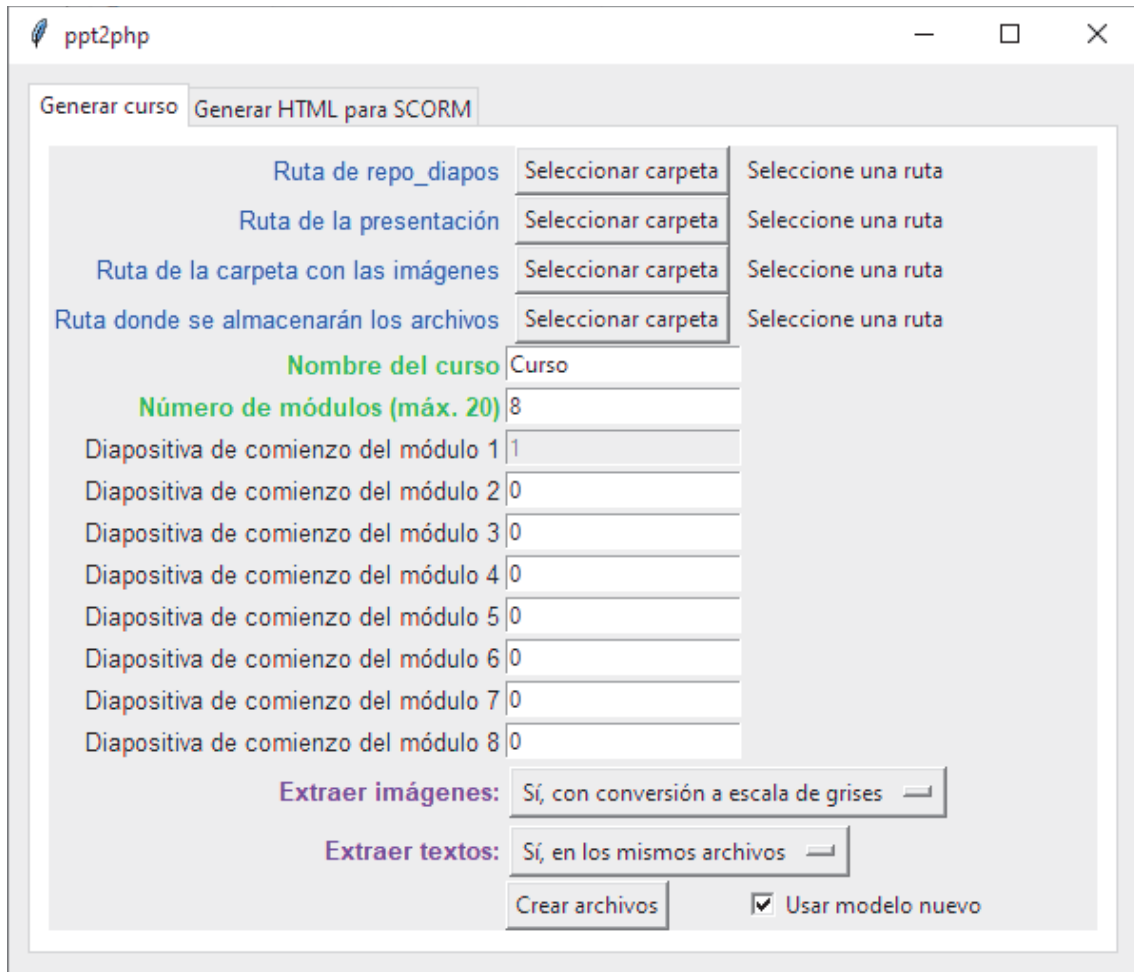 ppt2php
Generar curso Generar HTML para SCORM
Ruta de repo_diapos Seleccionar carpeta Seleccione una ruta
Ruta de la presentación Seleccionar carpeta Seleccione una ruta
Ruta de la carpeta con las imágenes Seleccionar carpeta Seleccione una ruta
Ruta donde se almacenarán los archivos Seleccionar carpeta Seleccione una ruta
Nombre del curso Curso
Número de módulos (máx. 20) 8
Diapositiva de comienzo del módulo 1 1
Diapositiva de comienzo del módulo 2 0
Diapositiva de comienzo del módulo 3 0
Diapositiva de comienzo del módulo 4 0
Diapositiva de comienzo del módulo 5 0
Diapositiva de comienzo del módulo 6 0
Diapositiva de comienzo del módulo 7 0
Diapositiva de comienzo del módulo 8 0
Extraer imágenes: Sí, con conversión a escala de grises
Extraer textos: Sí, en los mismos archivos
Crear archivos Usar modelo nuevo